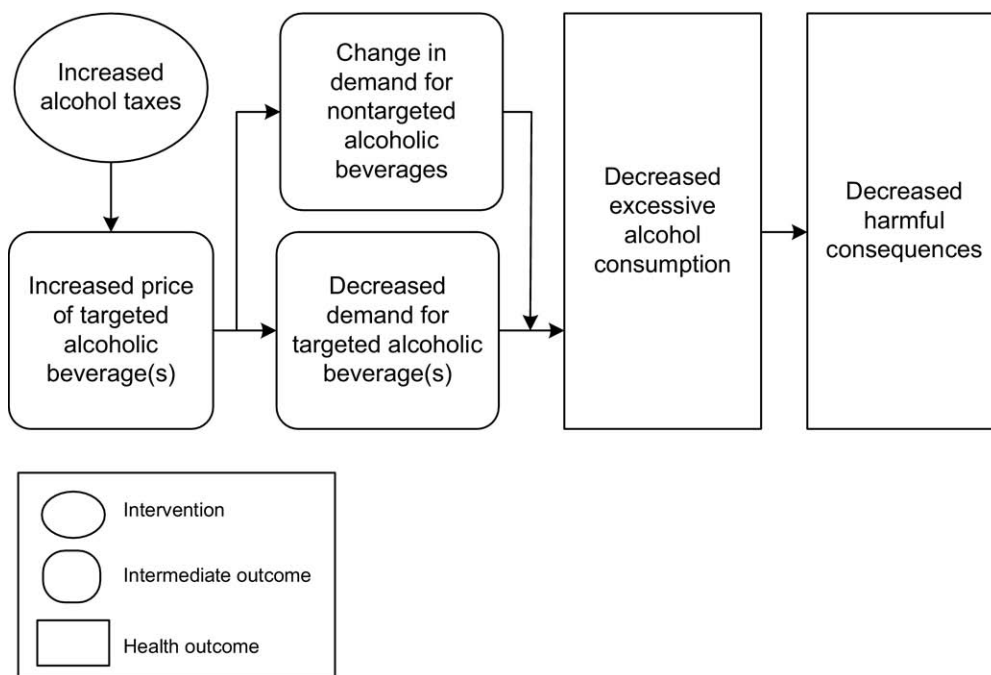 Increased
alcohol taxes
Increased price
of targeted
alcoholic
beverage(s)
Change in
demand for
nontargeted
alcoholic
beverages
Decreased
demand for
targeted alcoholic
beverage(s)
Decreased
excessive
alcohol
consumption
Decreased
harmful
consequences
Intervention
Intermediate outcome
Health outcome